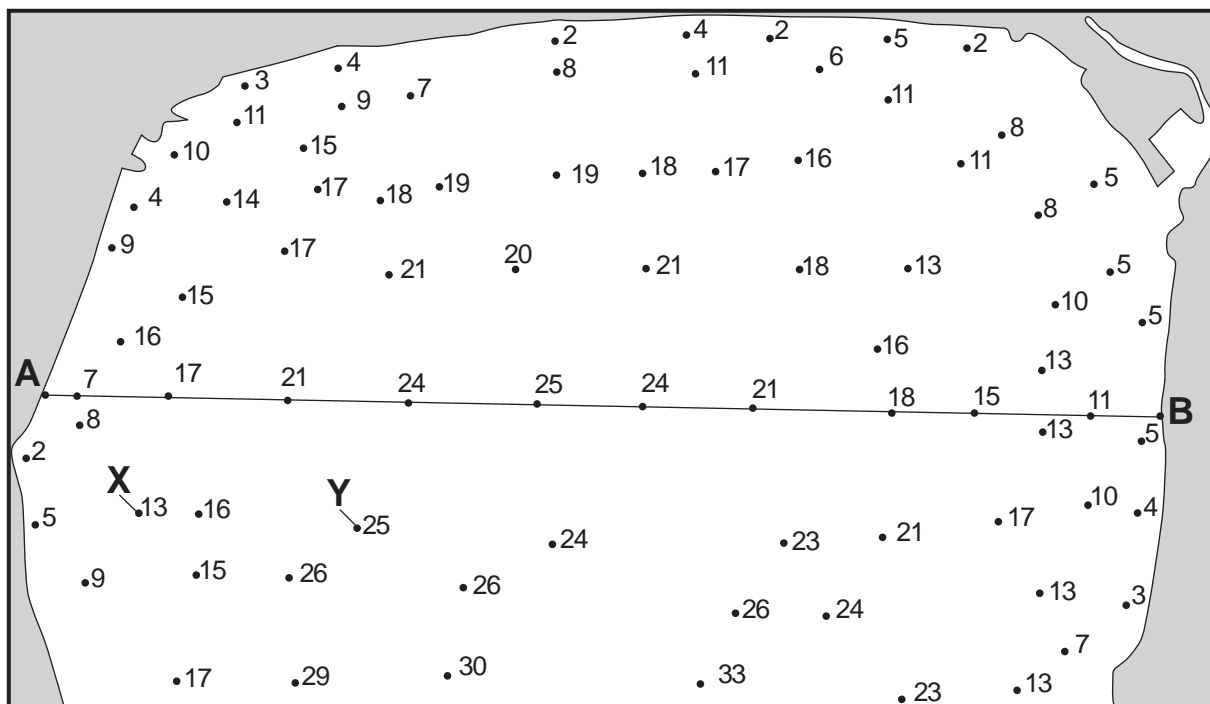 2 4 2 5 2
4 8 11 6
3 9 7 11
11
10 15 19 18 17 16 11 8
4 14 17 18 19 5
9 17 8
21 20 21 18 13 5
15 10
16 16 5
13
A 7 17 21 24 25 24 21 18 15 11 B
8 13 5
2
X 13 16 Y 25 10 4
5 24 23 21 17
9 15 26 26 13 3
26 24
7
17 29 30 33 23 13